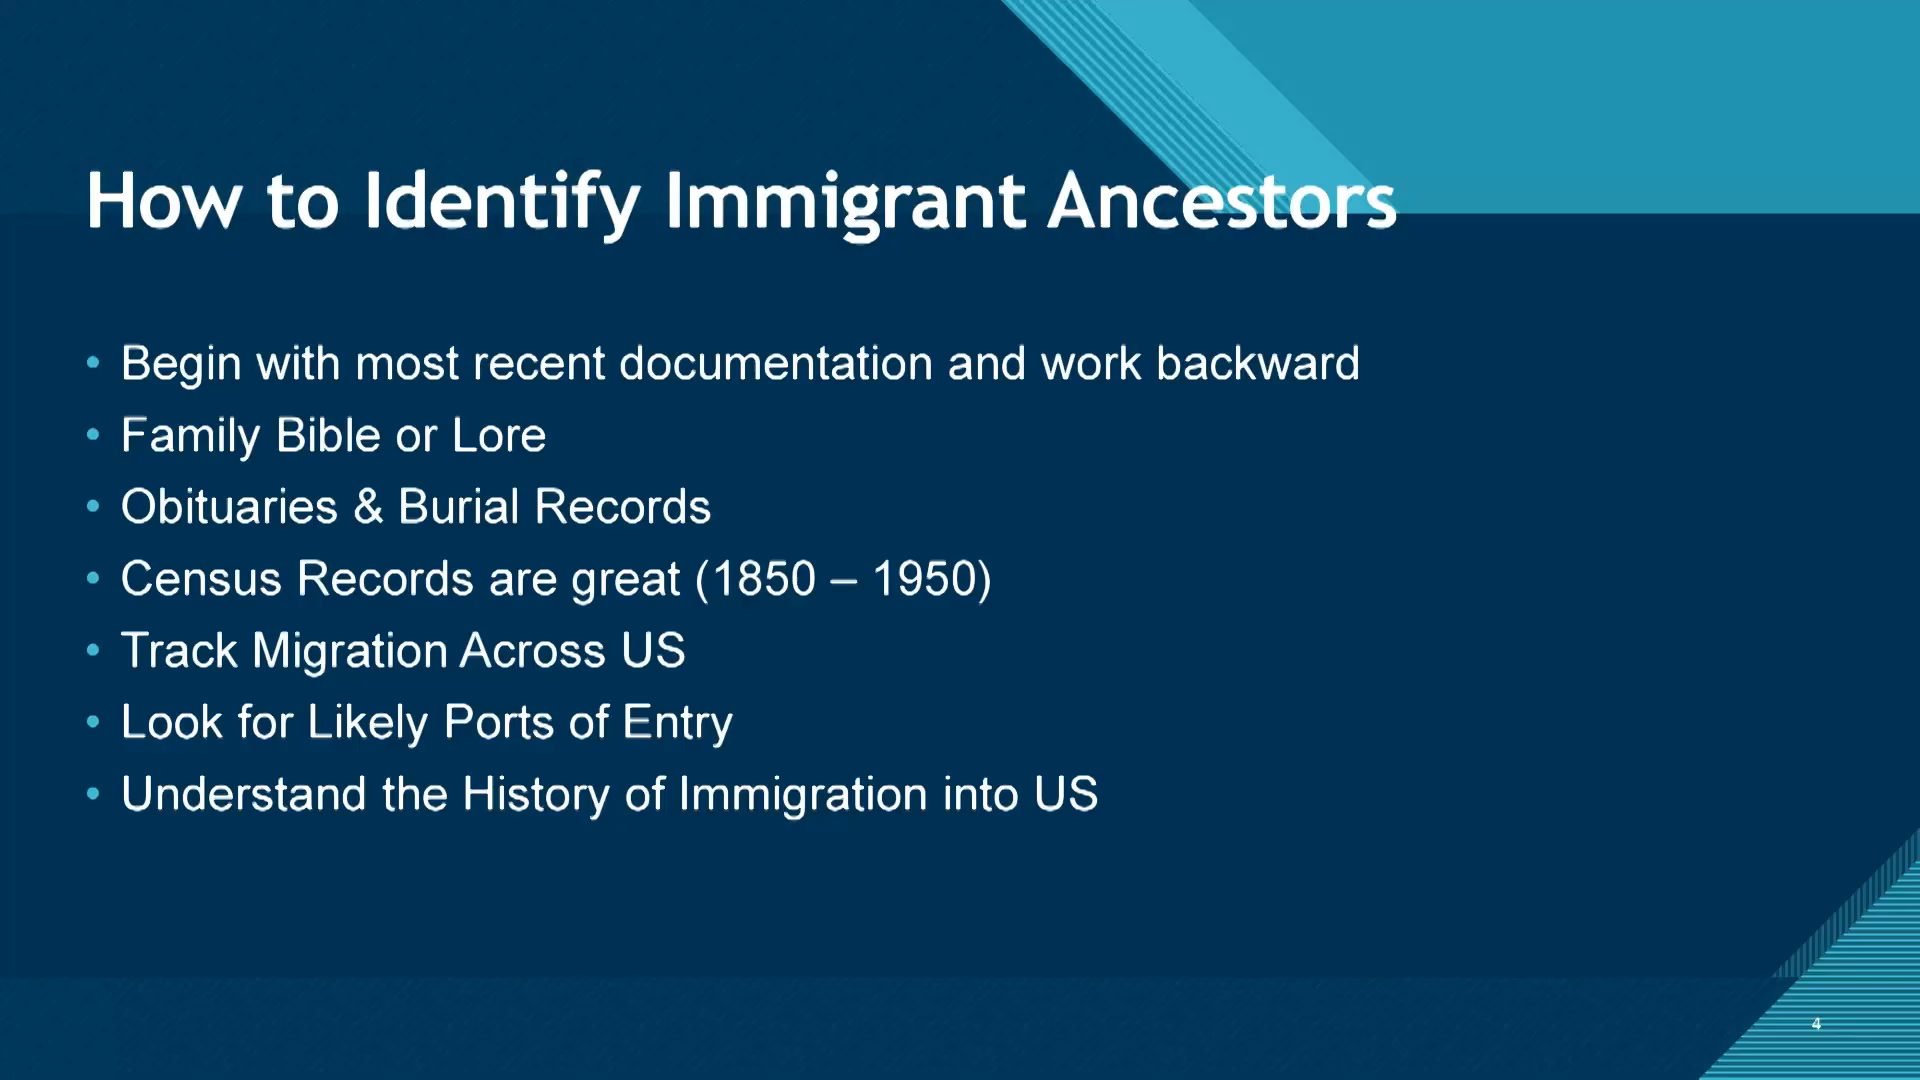 How to Identify Immigrant Ancestors
• Begin with most recent documentation and work backward
• Family Bible or Lore
• Obituaries & Burial Records
• Census Records are great (1850 – 1950)
• Track Migration Across US
• Look for Likely Ports of Entry
• Understand the History of Immigration into US
4